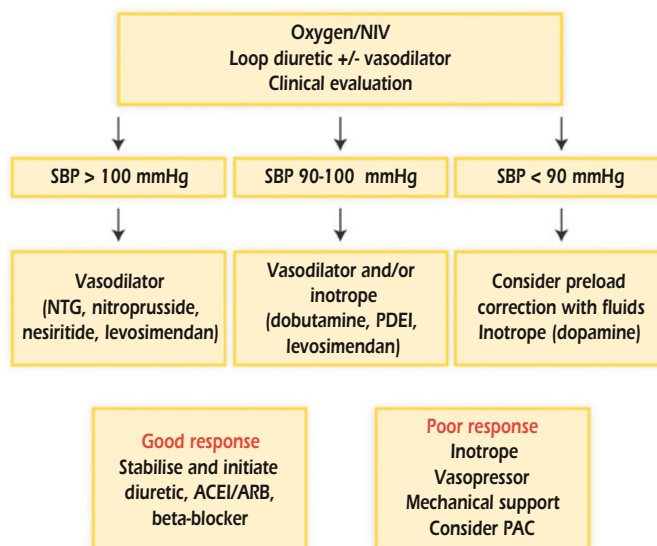 Oxygen/NIV
Loop diuretic +/- vasodilator
Clinical evaluation
SBP > 100 mmHg
SBP 90-100 mmHg
SBP < 90 mmHg
Vasodilator
(NTG, nitroprusside,
nesiritide, levosimendan)
Vasodilator and/or
inotrope
(dobutamine, PDEI,
levosimendan)
Consider preload
correction with fluids
Inotrope (dopamine)
Good response
Stabilise and initiate
diuretic, ACEI/ARB,
beta-blocker
Poor response
Inotrope
Vasopressor
Mechanical support
Consider PAC